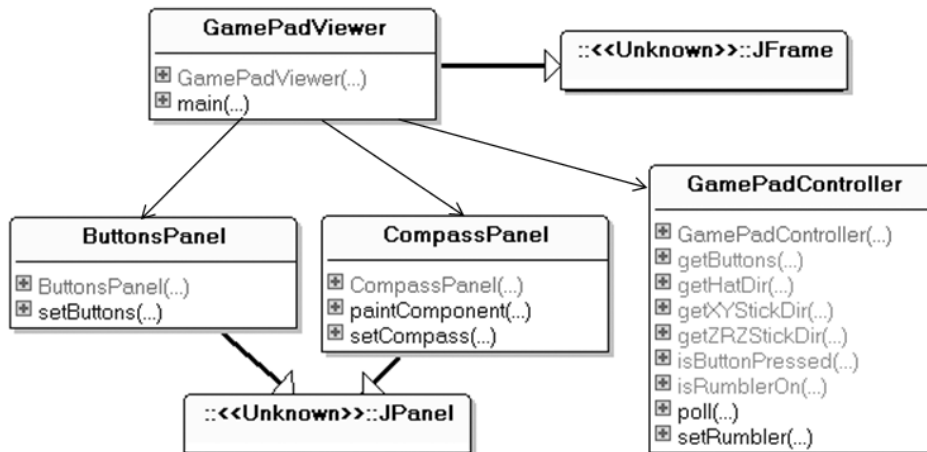 GamePadViewer
GamePadViewer(...)
main(...)
::<<Unknown>>::JFrame
ButtonsPanel
ButtonsPanel(...)
setButtons(...)
CompassPanel
CompassPanel(...)
paintComponent(...)
setCompass(...)
GamePadController
GamePadController(...)
getButtons(...)
getHatDir(...)
getXYStickDir(...)
getZRZStickDir(...)
isButtonPressed(...)
isRumblerOn(...)
poll(...)
setRumbler(...)
::<<Unknown>>::JPanel